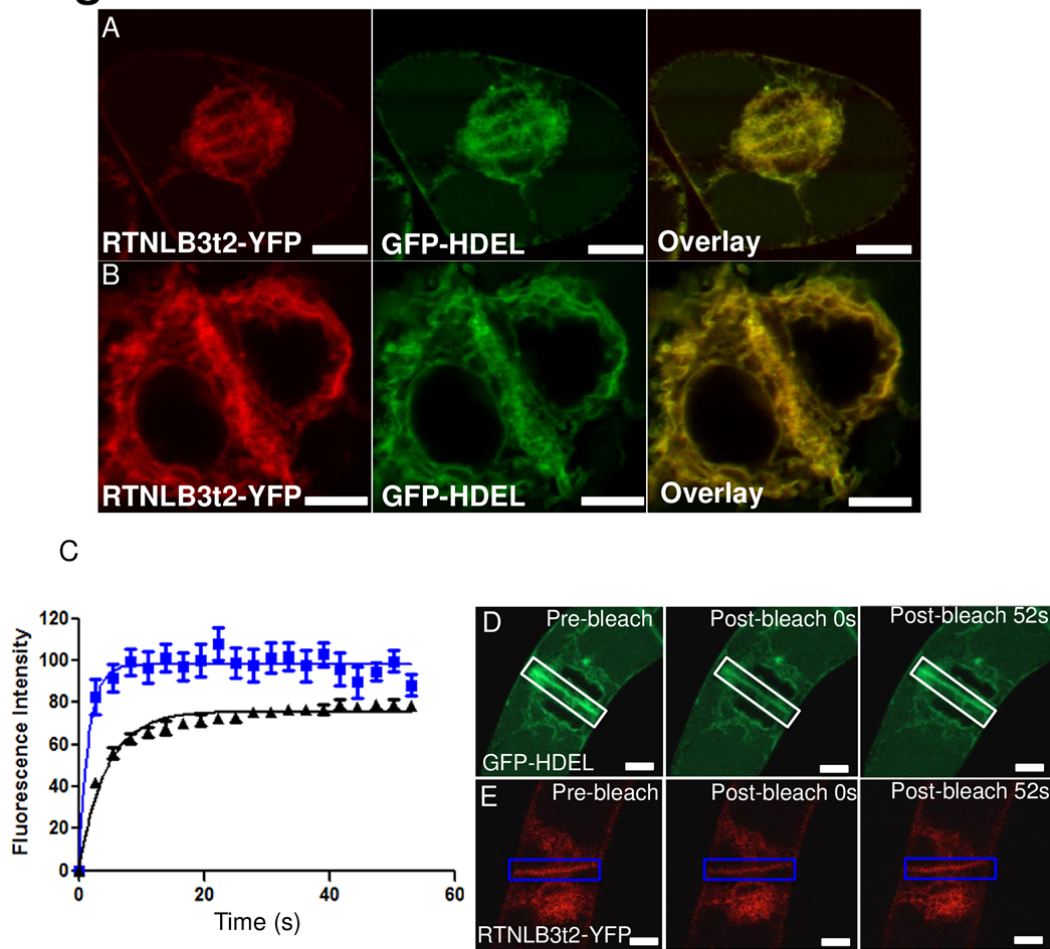 A
RTNLB3t2-YFP
GFP-HDEL
Overlay
B
RTNLB3t2-YFP
GFP-HDEL
Overlay
C
Fluorescence Intensity
120
100
80
60
40
20
0
0
20
40
60
Time (s)
D
Pre-bleach
Post-bleach 0s
Post-bleach 52s
GFP-HDEL
E
Pre-bleach
Post-bleach 0s
Post-bleach 52s
RTNLB3t2-YFP